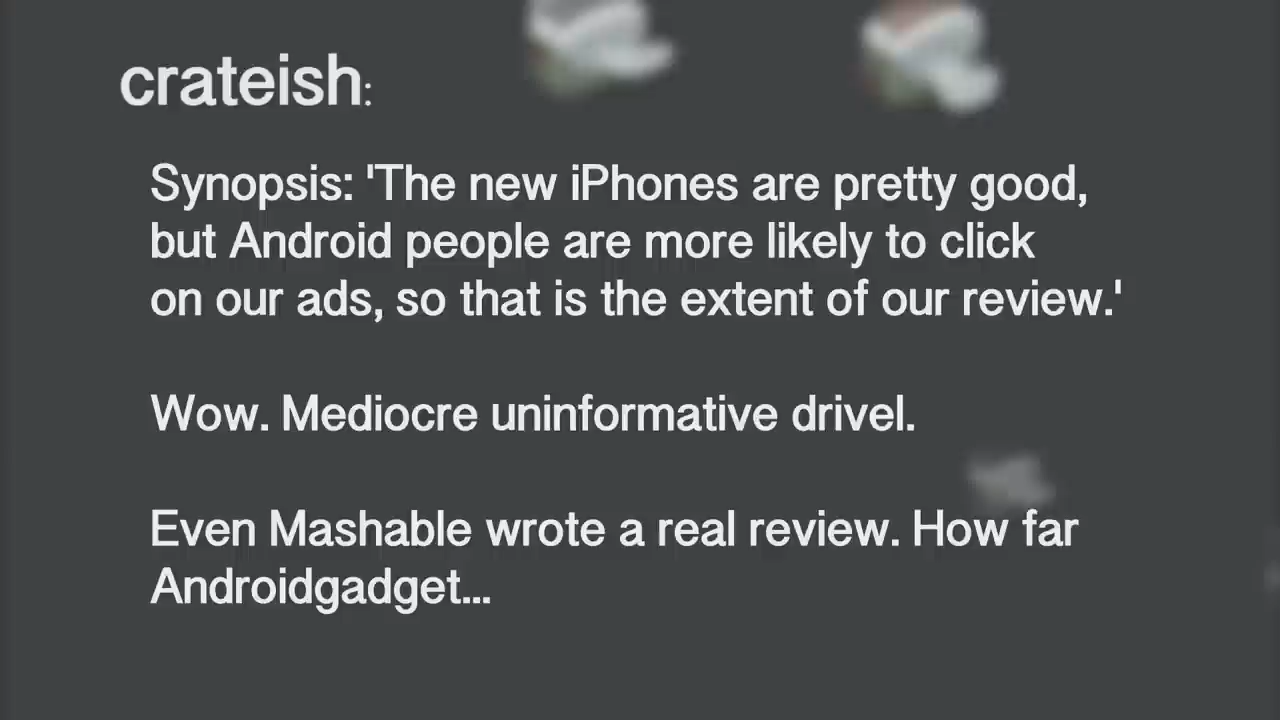 crateish:
Synopsis: 'The new iPhones are pretty good,
but Android people are more likely to click
on our ads, so that is the extent of our review.'
Wow. Mediocre uninformative drivel.
Even Mashable wrote a real review. How far
Androidgadget...